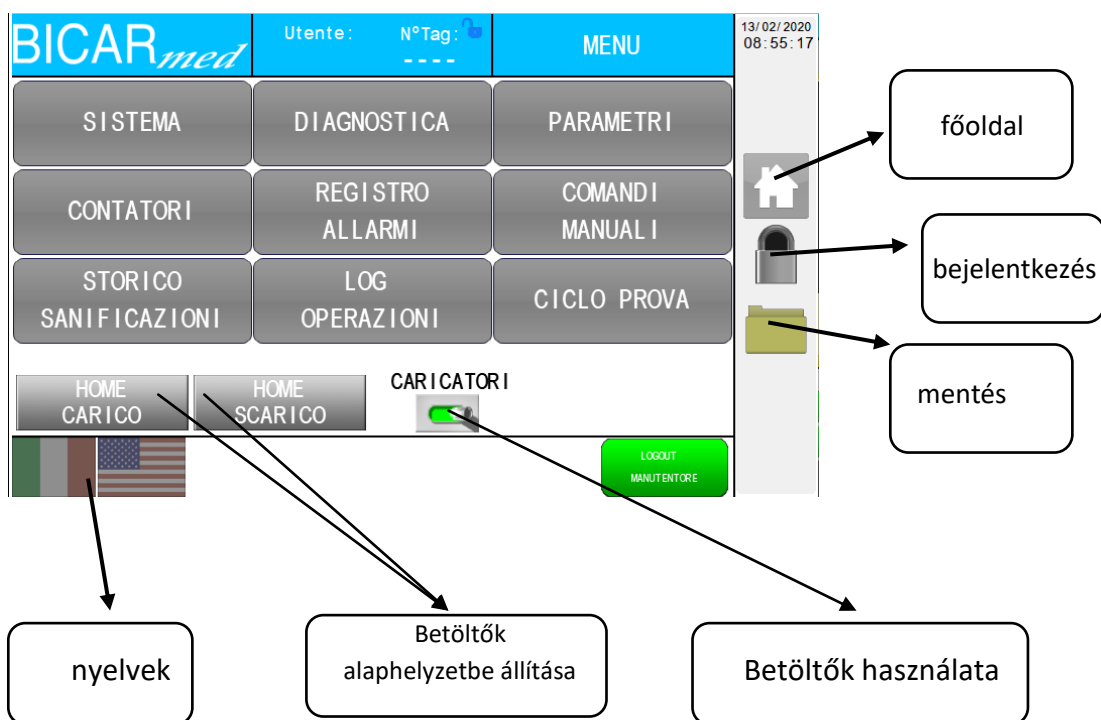 BICARmed
Utente: N°Tag:
----
MENU
13/02/2020
08:55:17
SISTEMA
DIAGNOSTICA
PARAMETRI
CONTATORI
REGISTRO
ALLARMI
COMANDI
MANUALI
STORICO
SANIFICAZIONI
LOG
OPERAZIONI
CICLO PROVA
HOME
CARICO
HOME
SCARICO
CARICATORI
LOGOUT
MANUTENTORE
főoldal
bejelentkezés
mentés
nyelvek
Betöltők
alaphelyzetbe állítása
Betöltők használata